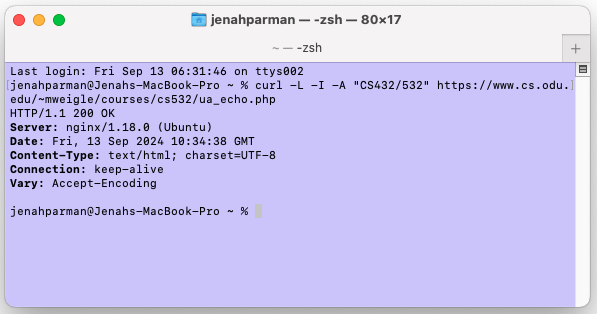 jenahparman — -zsh — 80×17
~ — -zsh
+
Last login: Fri Sep 13 06:31:46 on ttys002
[jenahparman@Jenahs-MacBook-Pro ~ % curl -L -I -A "CS432/532" https://www.cs.odu.]
edu/~mweigle/courses/cs532/ua_echo.php
HTTP/1.1 200 OK
Server: nginx/1.18.0 (Ubuntu)
Date: Fri, 13 Sep 2024 10:34:38 GMT
Content-Type: text/html; charset=UTF-8
Connection: keep-alive
Vary: Accept-Encoding
jenahparman@Jenahs-MacBook-Pro ~ %